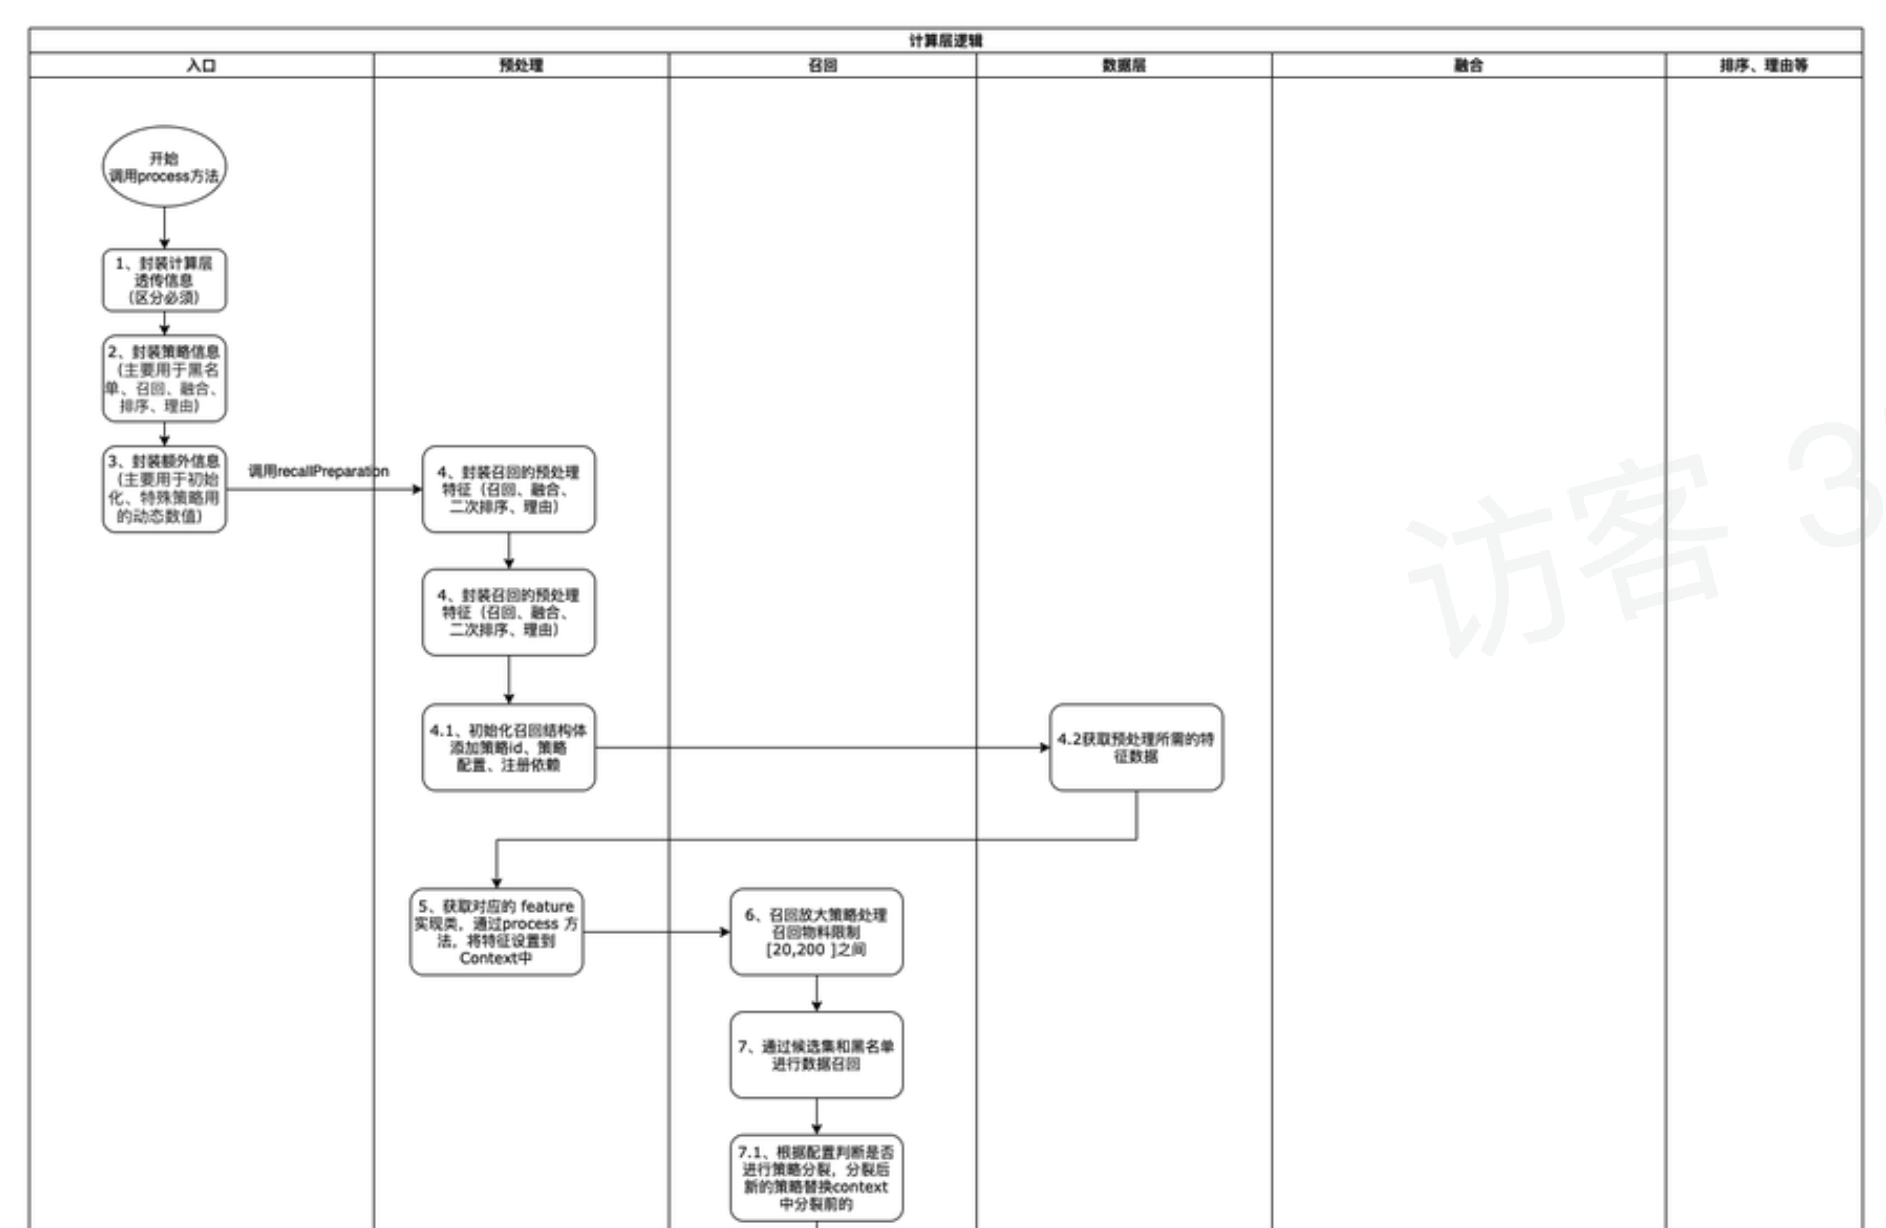 计算层逻辑
入口
预处理
召回
数据层
融合
排序、理由等
开始
调用process方法
1、封装计算层
透传信息
（区分必须）
2、封装策略信息
（主要用于黑名
单、召回、融合、
排序、理由）
3、封装额外信息
（主要用于初始
化、特殊策略用
的动态数值）
调用recallPreparation
4、封装召回的预处理
特征（召回、融合、
二次排序、理由）
4、封装召回的预处理
特征（召回、融合、
二次排序、理由）
4.1、初始化召回结构体
添加策略id、策略
配置、注册依赖
4.2获取预处理所需的特
征数据
5、获取对应的 feature
实现类，通过process 方
法，将特征设置到
Context中
6、召回放大策略处理
召回物料限制
[20,200 ]之间
7、通过候选集和黑名单
进行数据召回
7.1、根据配置判断是否
进行策略分裂，分裂后
新的策略替换context
中分裂前的
访客 3